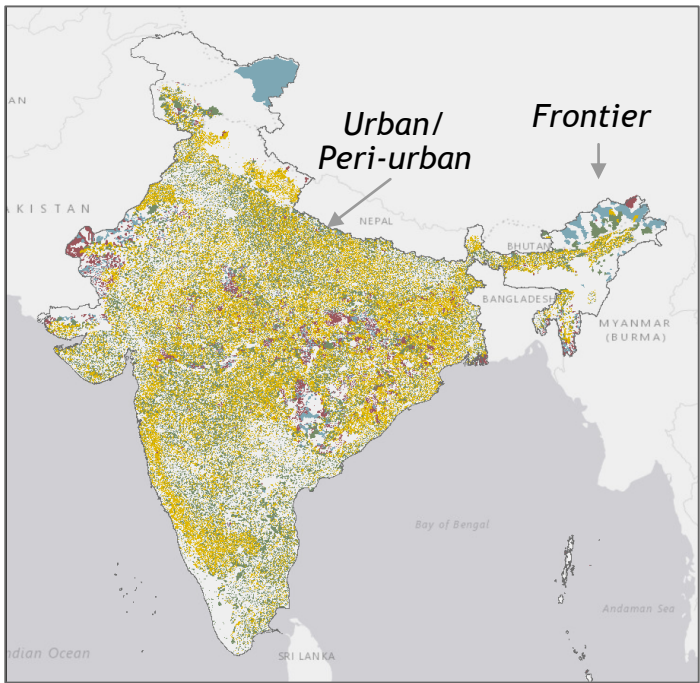 Urban/
Peri-urban
Frontier
AN
AKISTAN
NEPAL
BHUTAN
BANGLADESH
MYANMAR
(BURMA)
Bay of Bengal
Andaman Sea
ndian Ocean
SRI LANKA